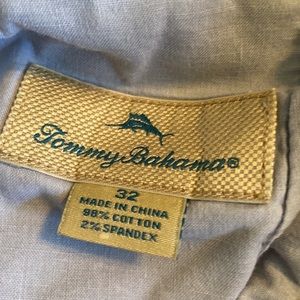 Tommy Bahama®
32
MADE IN CHINA
98% COTTON
2% SPANDEX